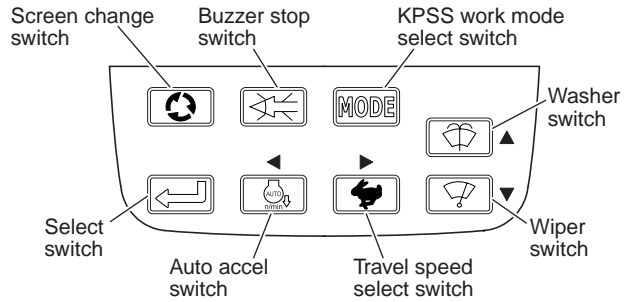 Screen change
switch
Buzzer stop
switch
KPSS work mode
select switch
MODE
Washer
switch
AUTO
n/min
Select
switch
Auto accel
switch
Travel speed
select switch
Wiper
switch